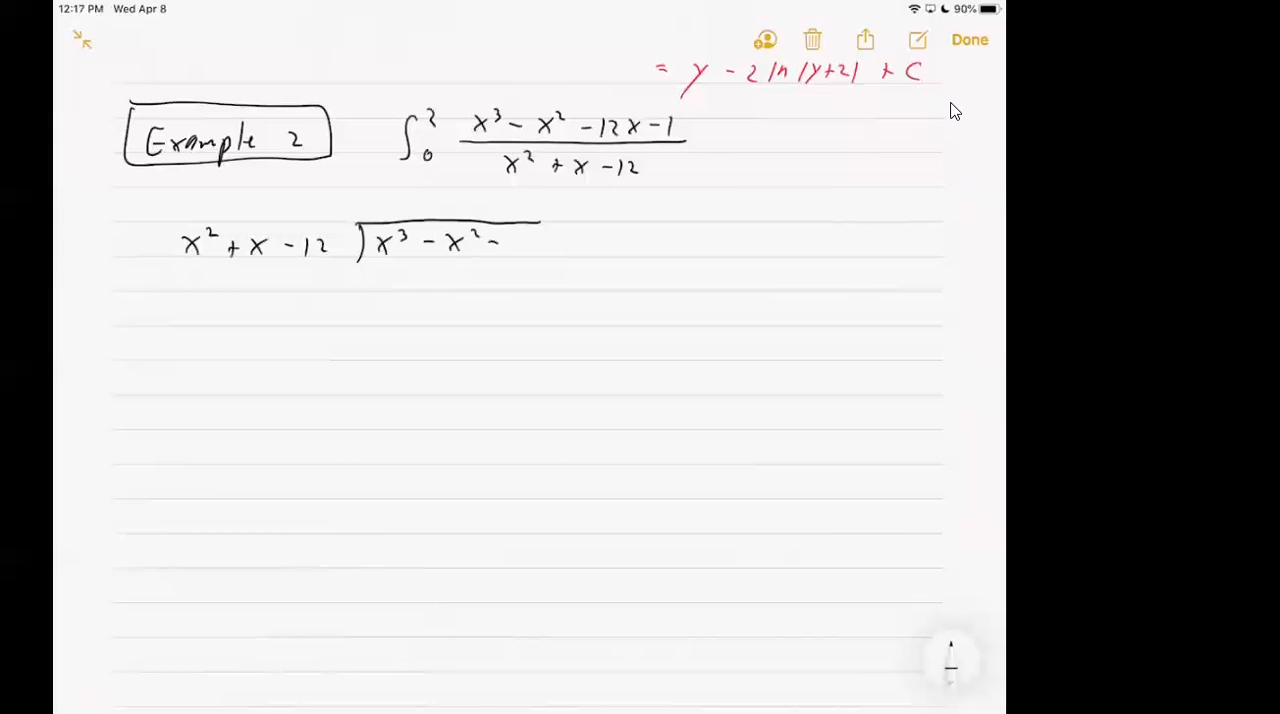 12:17 PM Wed Apr 8 90%
Done
= y - 2 ln |y+2| + C
Example 2 ∫₀² (x³ - x² - 12x - 1)/(x² + x - 12)
x² + x - 12 ) x³ - x² -